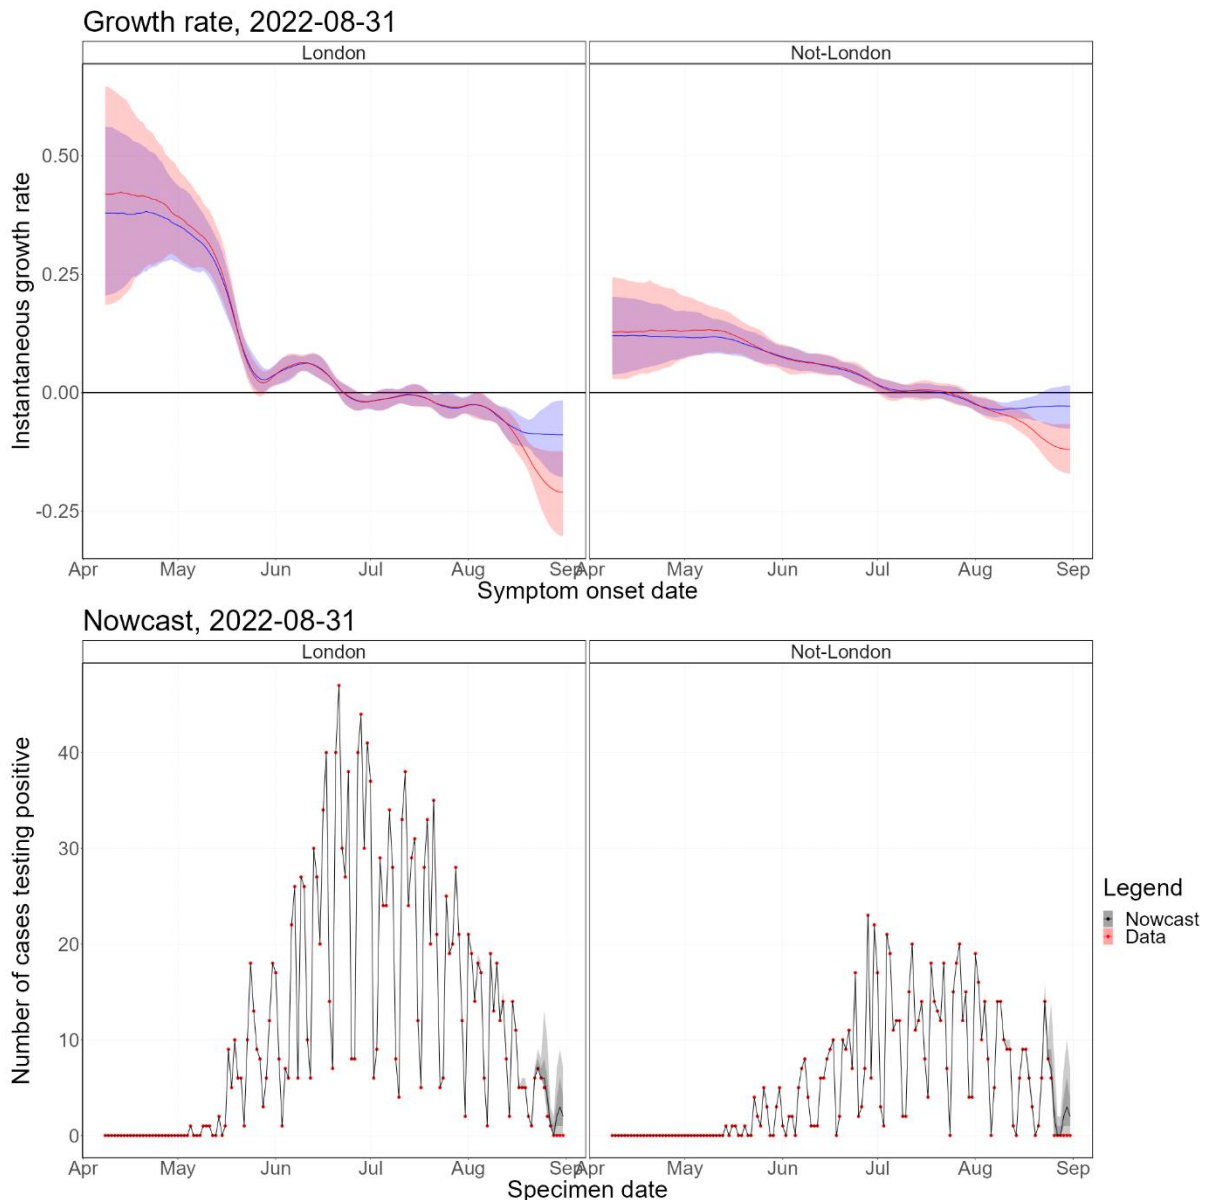 Growth rate, 2022-08-31
London
Not-London
Instantaneous growth rate
0.50
0.25
0.00
-0.25
Apr May Jun Jul Aug Sep Apr May Jun Jul Aug Sep
Symptom onset date
Nowcast, 2022-08-31
London
Not-London
Number of cases testing positive
40
30
20
10
0
Apr May Jun Jul Aug Sep Apr May Jun Jul Aug Sep
Specimen date
Legend
Nowcast
Data